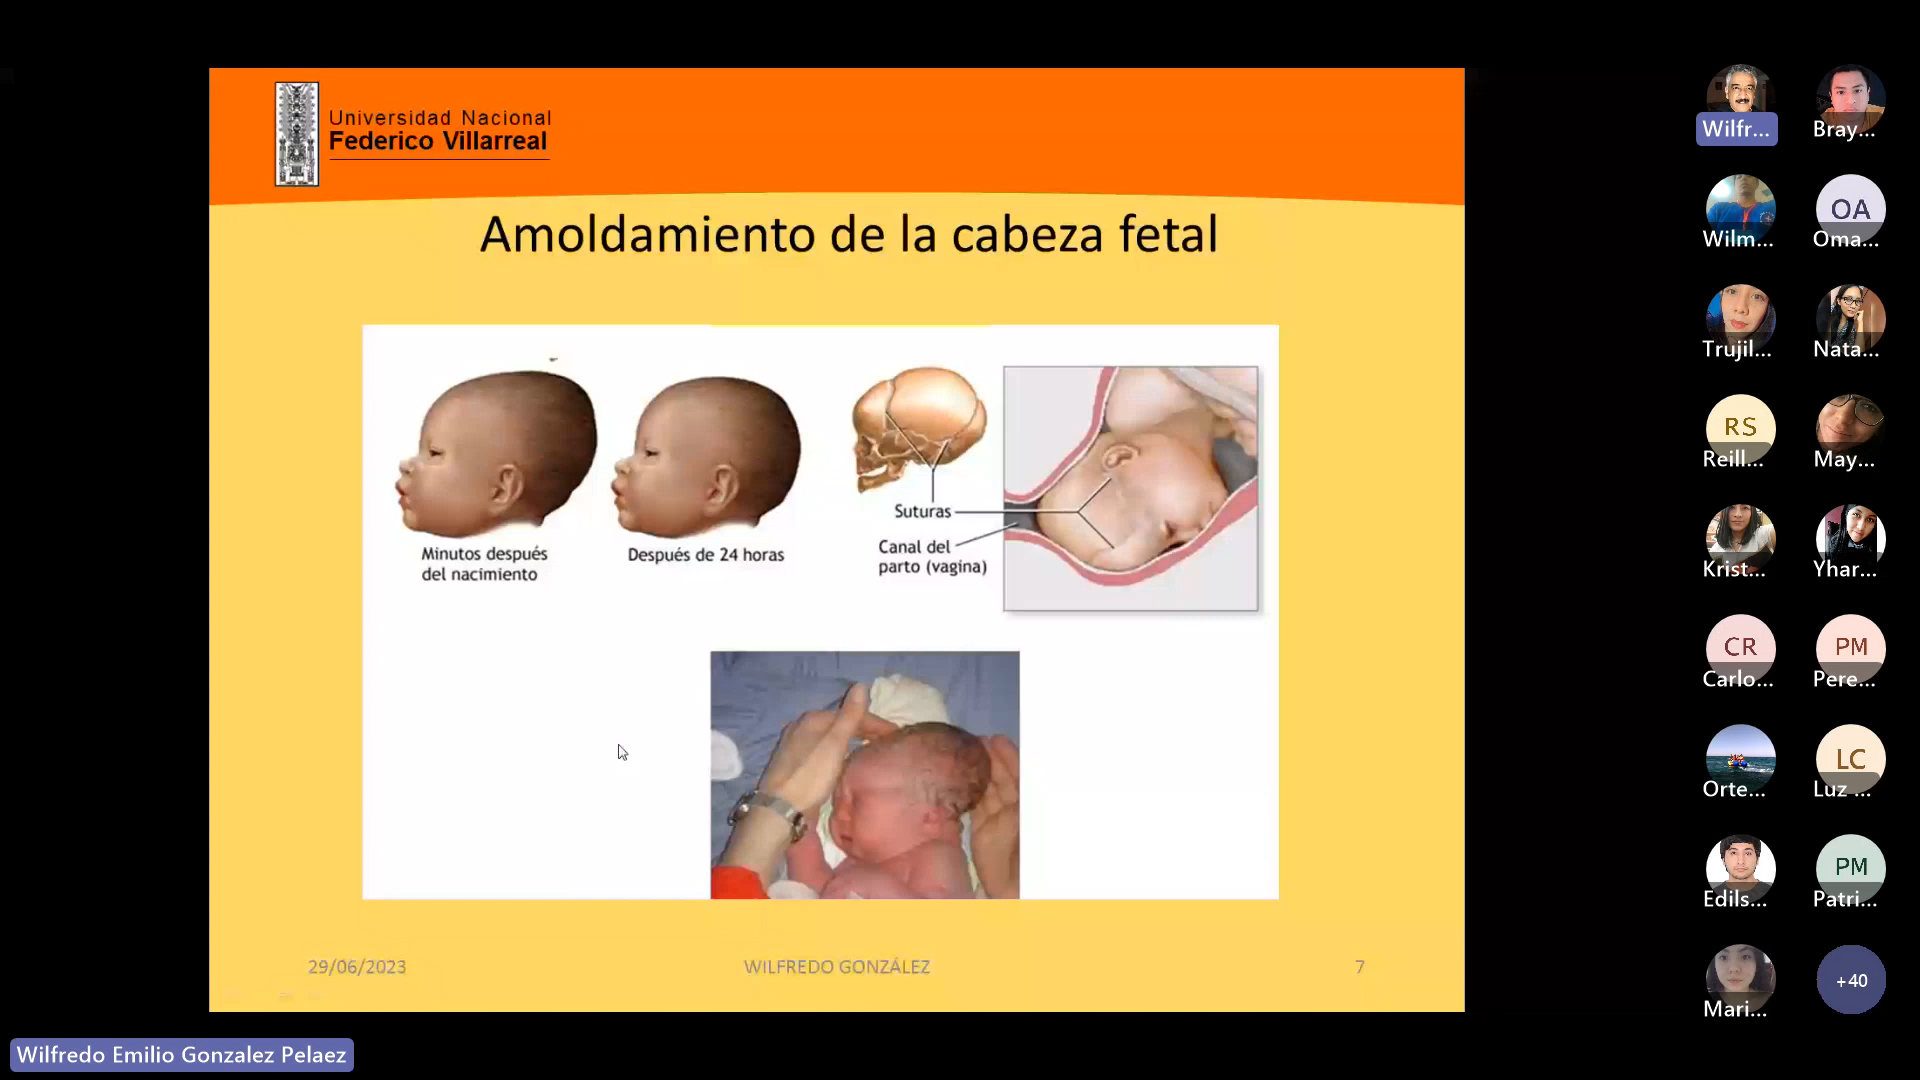 Universidad Nacional
Federico Villarreal
Amoldamiento de la cabeza fetal
Minutos después
del nacimiento
Después de 24 horas
Suturas
Canal del
parto (vagina)
29/06/2023
WILFREDO GONZÁLEZ
7
Wilfr...
Bray...
Wilm...
OA
Oma...
Trujil...
Nata...
RS
Reill...
May...
Krist...
Yhar...
CR
Carlo...
PM
Pere...
Orte...
LC
Luz ...
Edils...
PM
Patri...
Mari...
+40
Wilfredo Emilio Gonzalez Pelaez